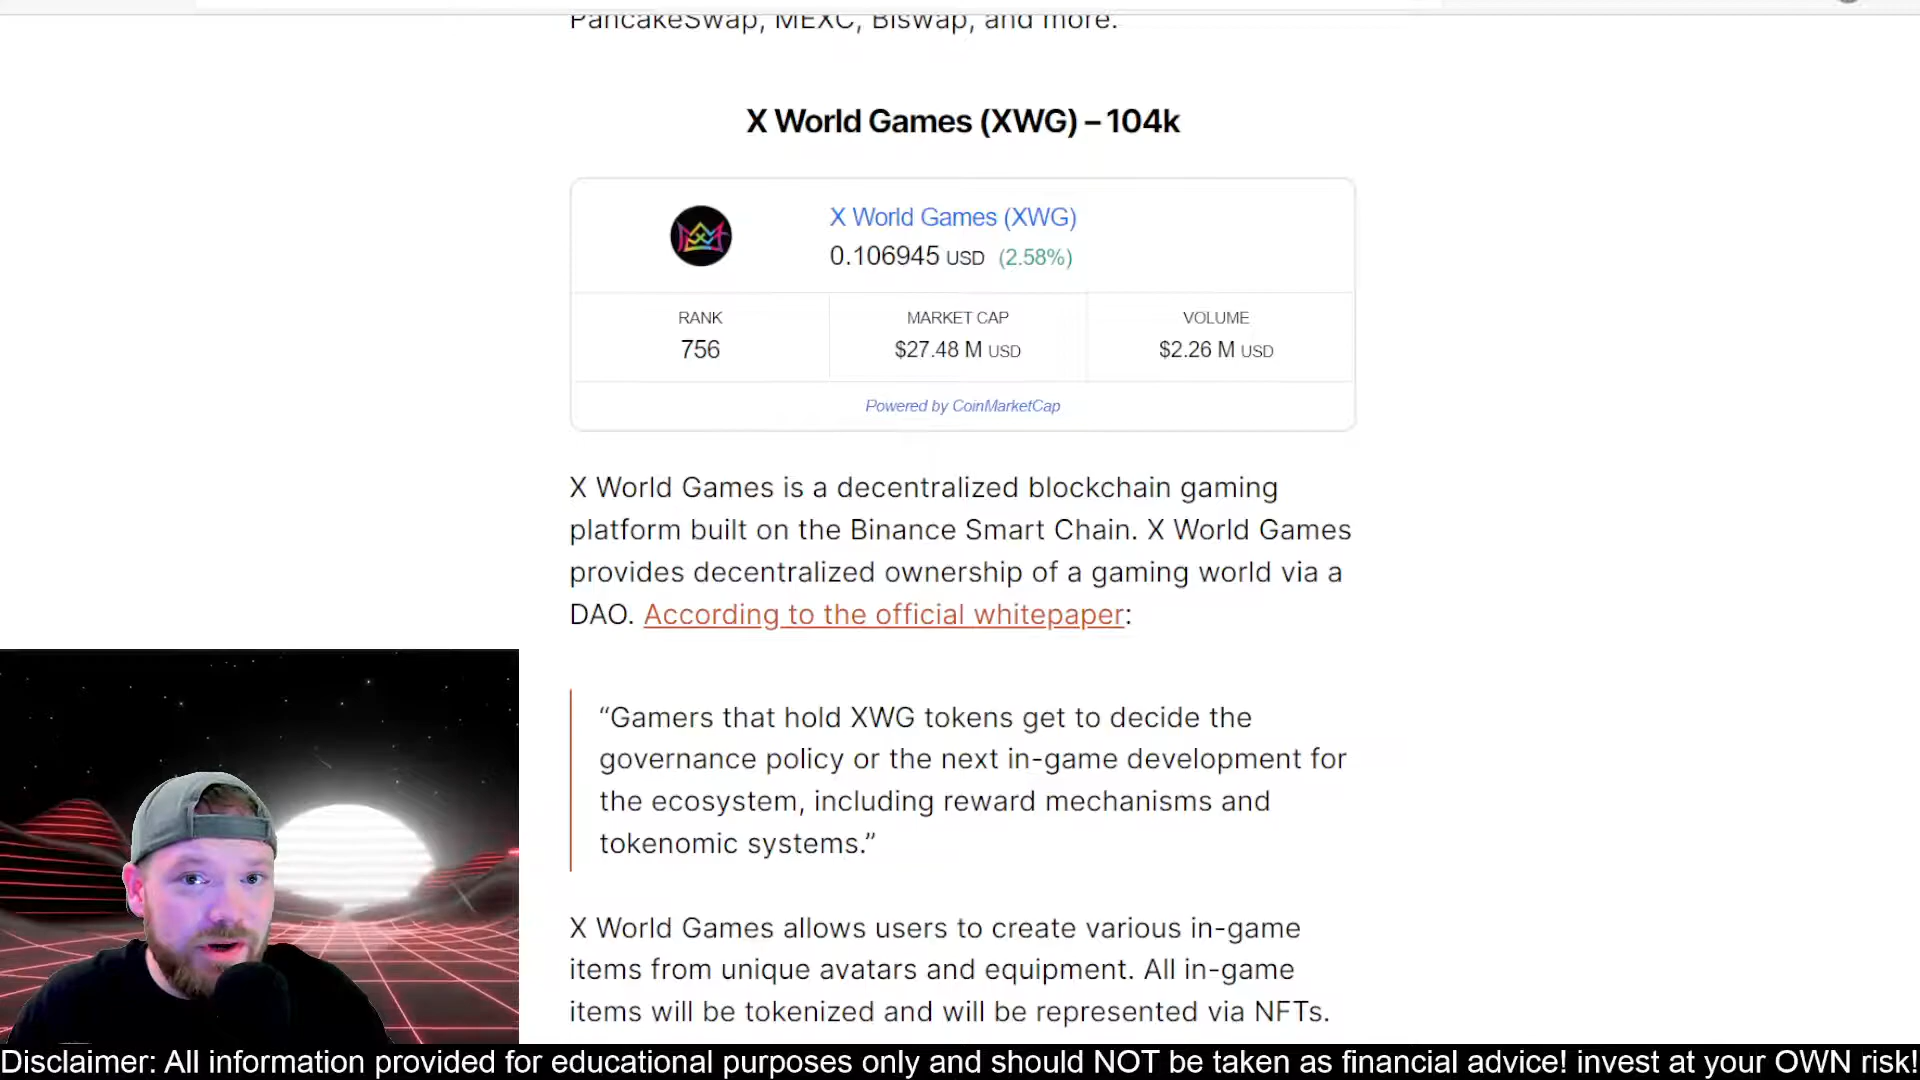 PancakeSwap, MEXC, Biswap, and more.
X World Games (XWG) – 104k
X World Games (XWG)
0.106945 USD (2.58%)
RANK
756
MARKET CAP
$27.48 M USD
VOLUME
$2.26 M USD
Powered by CoinMarketCap
X World Games is a decentralized blockchain gaming
platform built on the Binance Smart Chain. X World Games
provides decentralized ownership of a gaming world via a
DAO. According to the official whitepaper:
“Gamers that hold XWG tokens get to decide the
governance policy or the next in-game development for
the ecosystem, including reward mechanisms and
tokenomic systems.”
X World Games allows users to create various in-game
items from unique avatars and equipment. All in-game
items will be tokenized and will be represented via NFTs.
Disclaimer: All information provided for educational purposes only and should NOT be taken as financial advice! invest at your OWN risk!